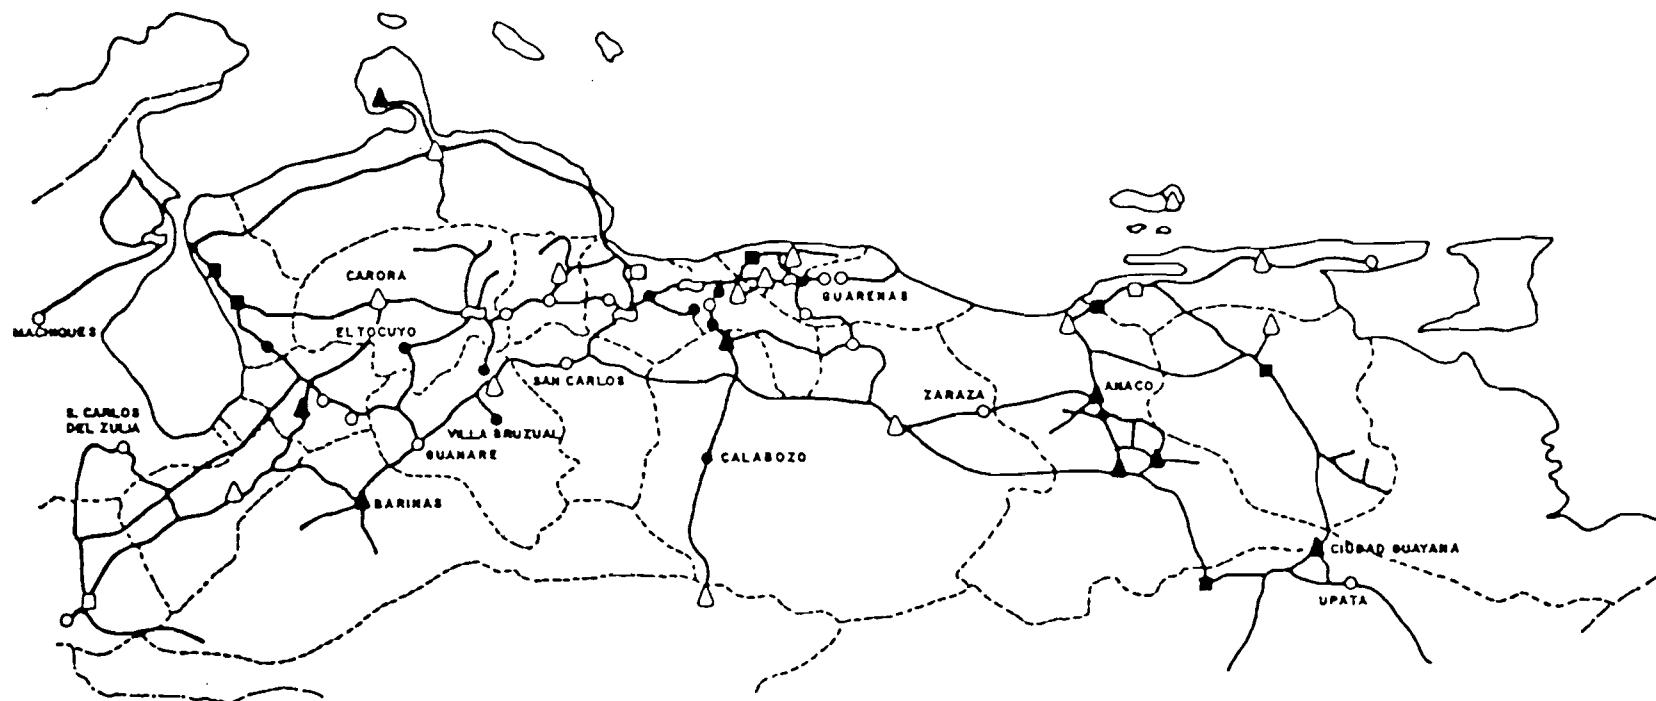 CARORA
GUARENAS
MACHIQUES
EL TOCUYO
SAN CARLOS
ANACO
ZARAZA
S. CARLOS
DEL ZULIA
VILLA BRUZUAL
GUANARE
CALABOZO
BARINAS
CIUDAD GUAYANA
UPATA